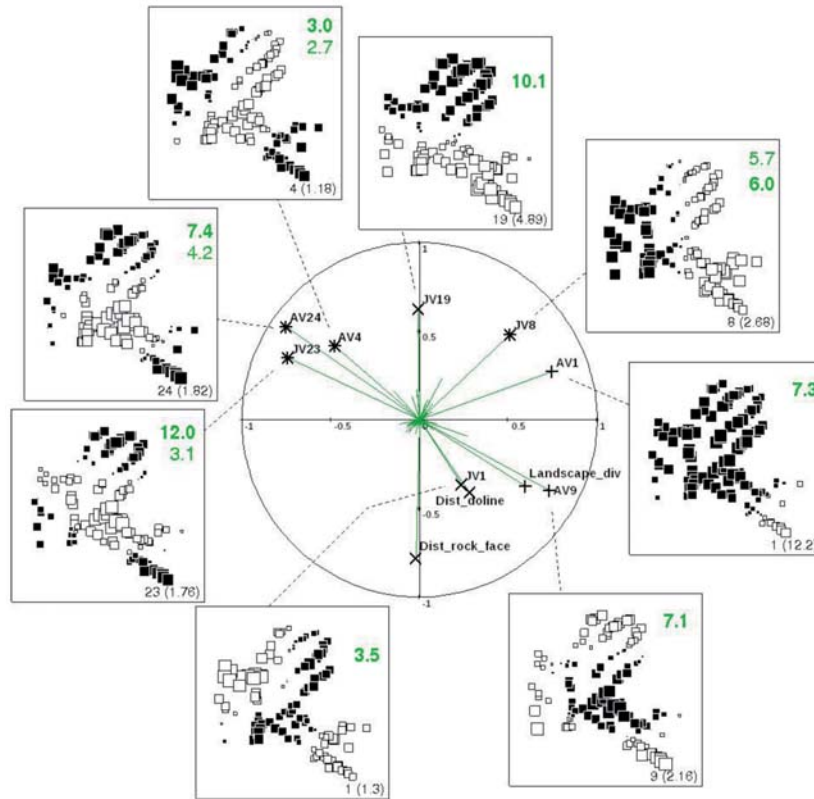 3.0
2.7
4 (1.18)
10.1
19 (4.89)
5.7
6.0
8 (2.68)
7.4
4.2
24 (1.82)
1
JV19
AV24
AV4
JV23
0.5
JV8
AV1
7.3
1 (12.2)
12.0
3.1
23 (1.76)
-1
-0.5
0
0.5
1
JV1
Landscape_div
AV9
Dist_doline
-0.5
Dist_rock_face
-1
3.5
1 (1.3)
7.1
9 (2.16)